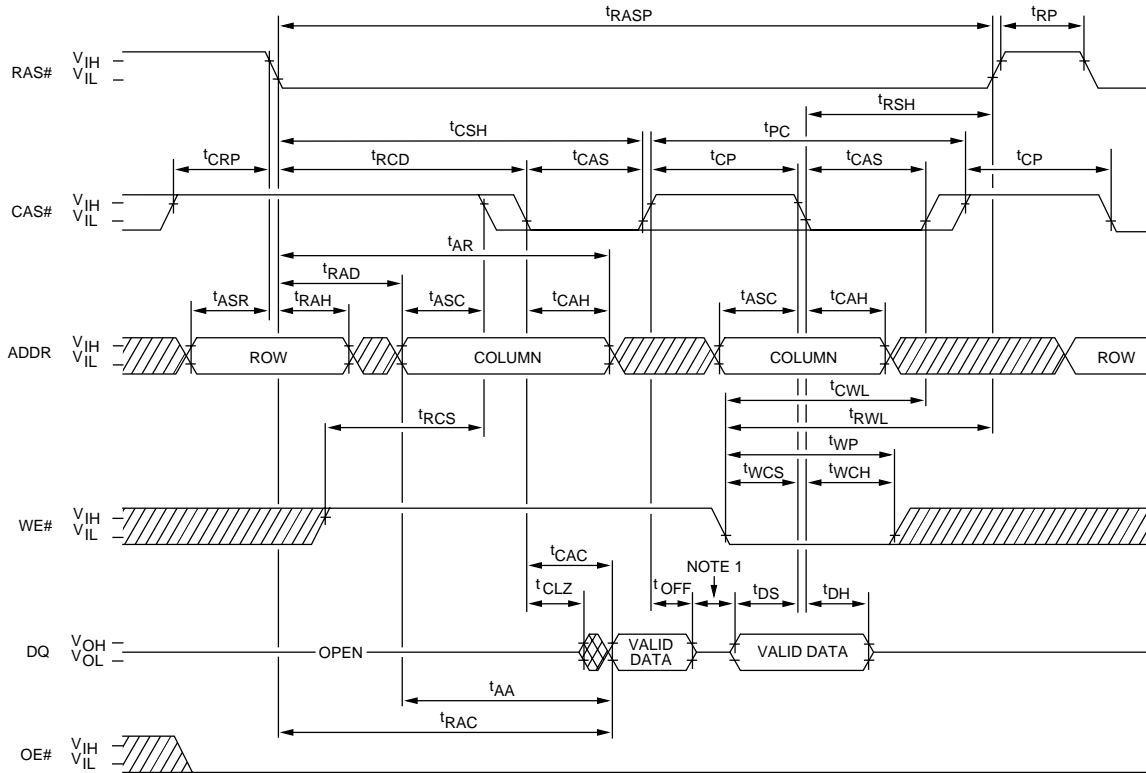 tRASP tRP
RAS# VIH
VIL
tRSH
tCSH tPC
tCRP tRCD tCAS tCP tCAS tCP
CAS# VIH
VIL
tAR
tRAD
tASR tRAH tASC tCAH tASC tCAH
ADDR VIH
VIL
ROW COLUMN COLUMN ROW
tCWL
tRCS tRWL
tWP
tWCS tWCH
WE# VIH
VIL
tCAC NOTE 1
tCLZ tOFF tDS tDH
DQ VOH
VOL
OPEN VALID DATA VALID DATA
tAA
tRAC
OE# VIH
VIL